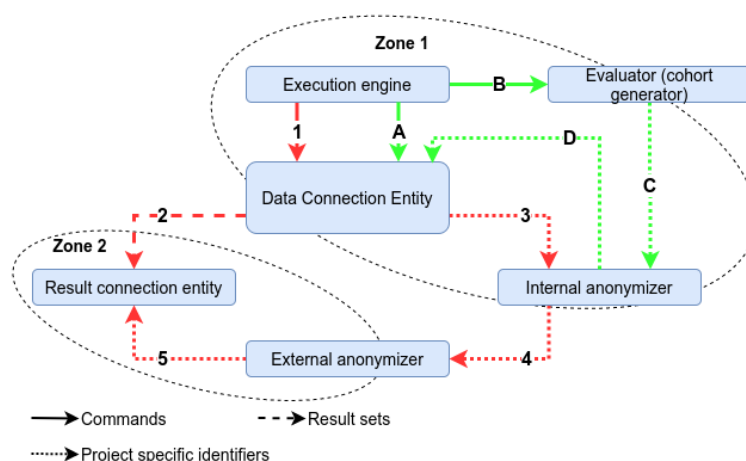 Zone 1
Execution engine
B
Evaluator (cohort
generator)
1
A
D
Data Connection Entity
C
2
3
Zone 2
Result connection entity
Internal anonymizer
External anonymizer
5
4
Commands
Result sets
Project specific identifiers